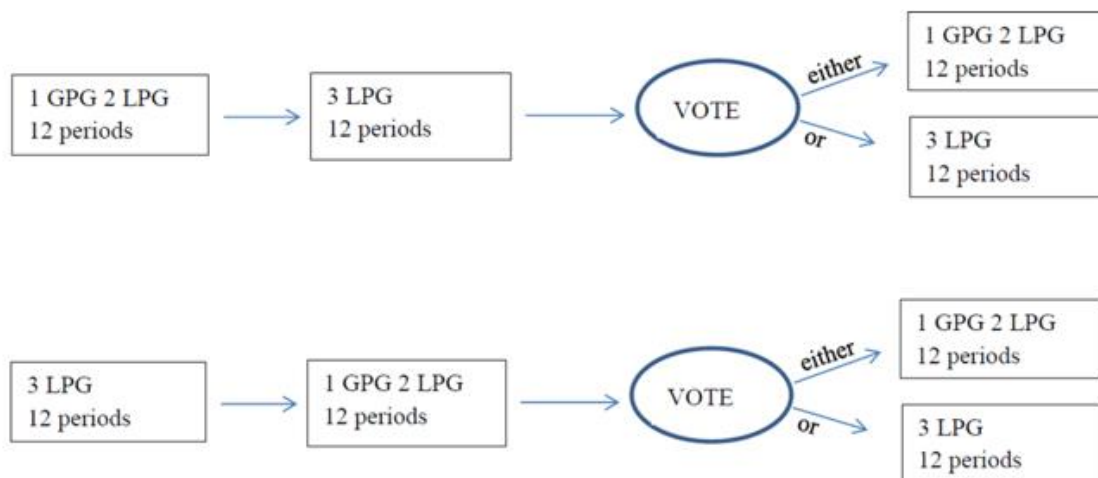 1 GPG 2 LPG
12 periods
3 LPG
12 periods
VOTE
either
or
1 GPG 2 LPG
12 periods
3 LPG
12 periods
3 LPG
12 periods
1 GPG 2 LPG
12 periods
VOTE
either
or
1 GPG 2 LPG
12 periods
3 LPG
12 periods